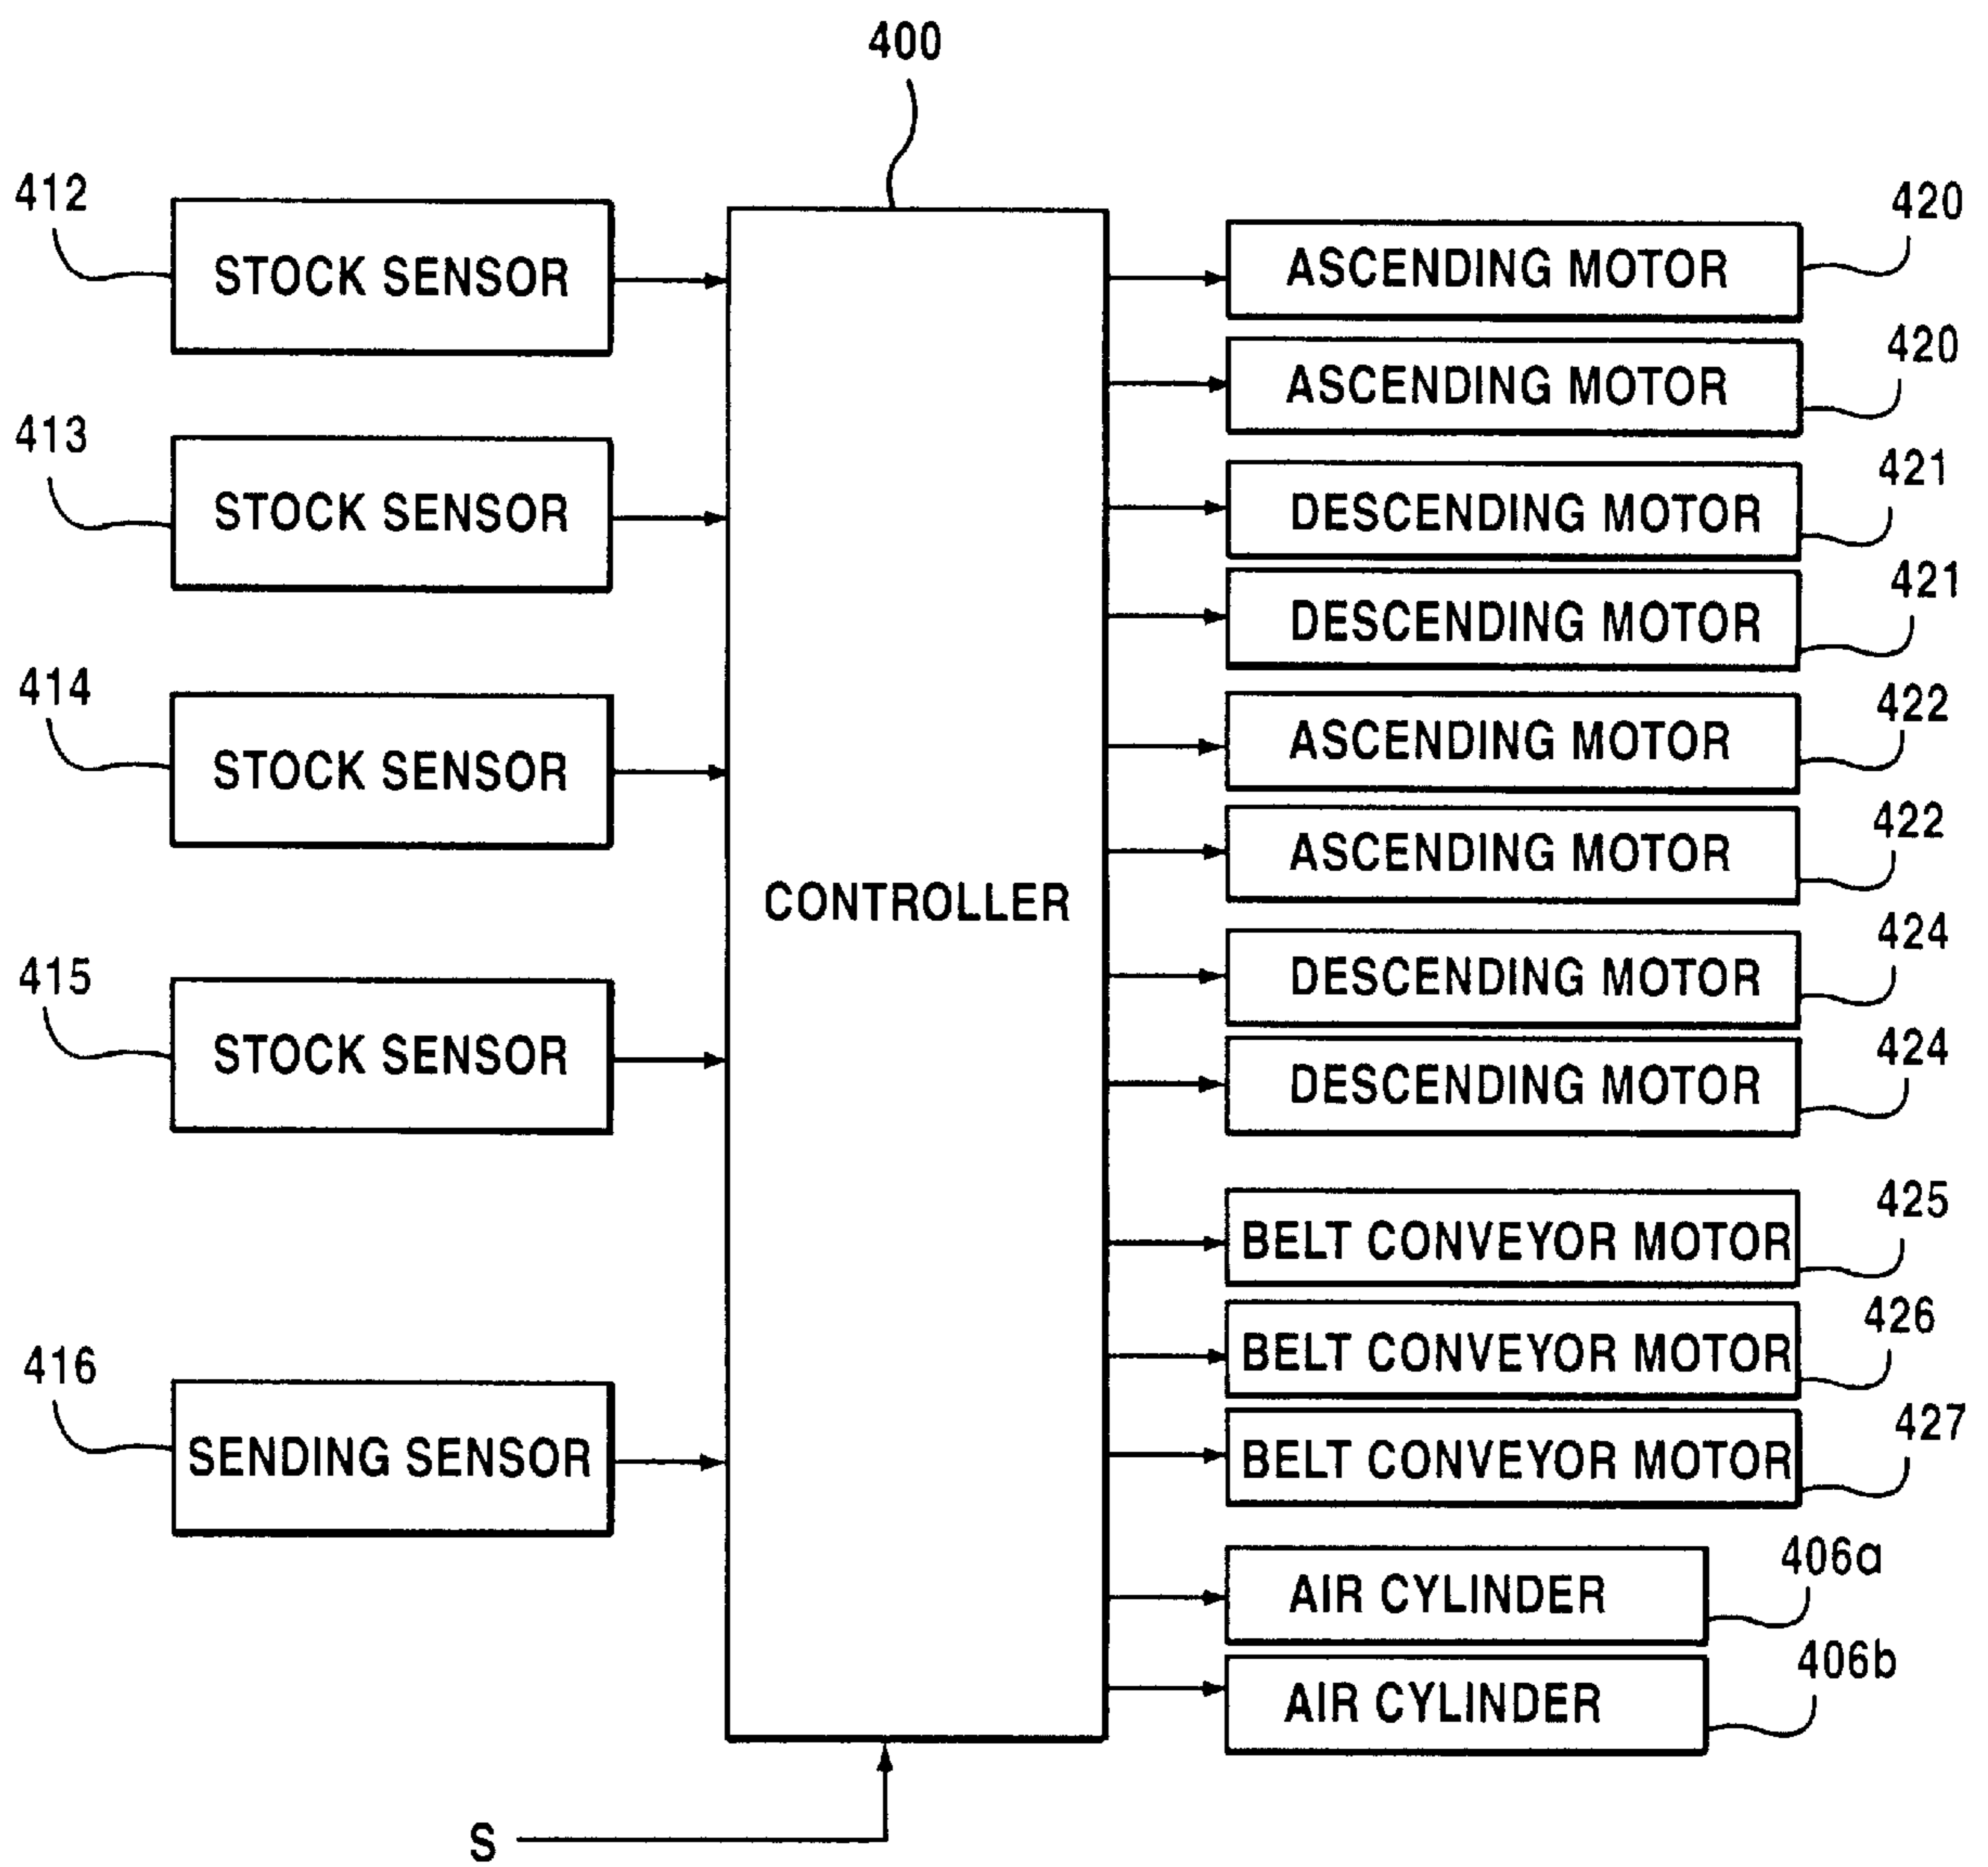 400
412
STOCK SENSOR
413
STOCK SENSOR
414
STOCK SENSOR
415
STOCK SENSOR
416
SENDING SENSOR
CONTROLLER
S
420
ASCENDING MOTOR
420
ASCENDING MOTOR
421
DESCENDING MOTOR
421
DESCENDING MOTOR
422
ASCENDING MOTOR
422
ASCENDING MOTOR
424
DESCENDING MOTOR
424
DESCENDING MOTOR
425
BELT CONVEYOR MOTOR
426
BELT CONVEYOR MOTOR
427
BELT CONVEYOR MOTOR
406a
AIR CYLINDER
406b
AIR CYLINDER